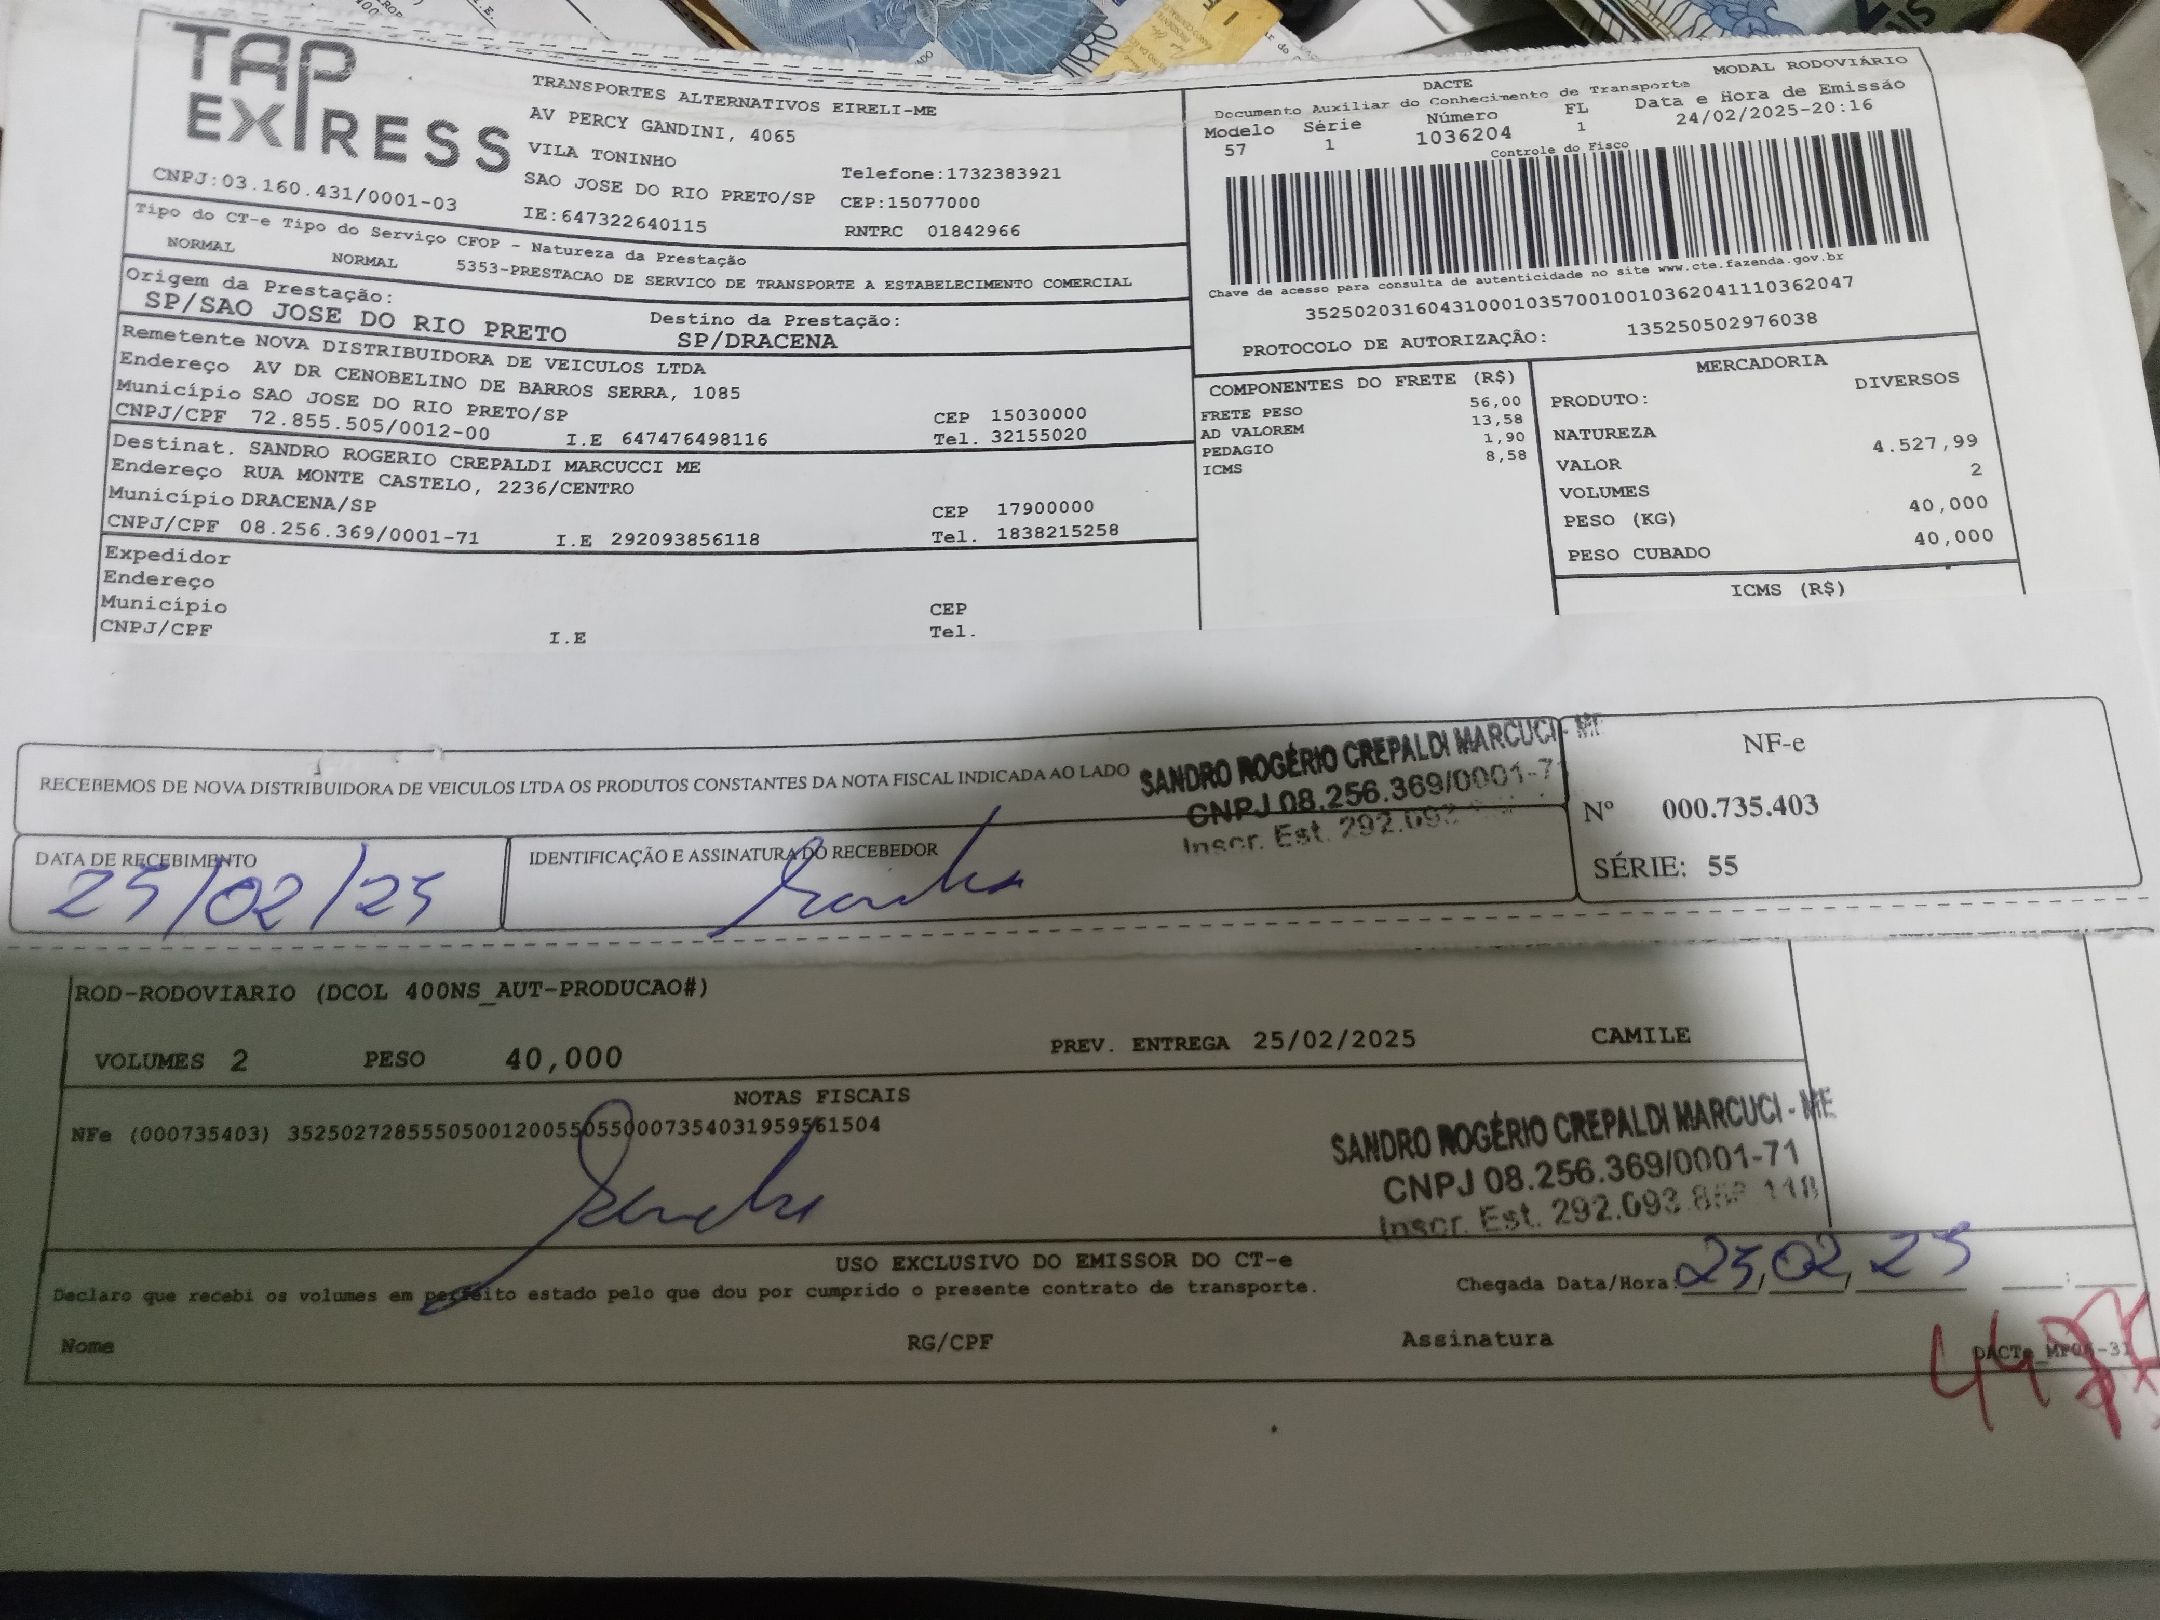 TAP EXPRESS
TRANSPORTES ALTERNATIVOS EIRELI-ME
AV PERCY GANDINI, 4065
VILA TONINHO
Telefone:1732383921
SAO JOSE DO RIO PRETO/SP CEP:15077000
CNPJ:03.160.431/0001-03
IE:647322640115
RNTRC 01842966
DACTE
MODAL RODOVIÁRIO
Documento Auxiliar do Conhecimento de Transporte
Modelo Série Número FL Data e Hora de Emissão
57 1 1036204 1 24/02/2025-20:16
Controle do Fisco
Chave de acesso para consulta de autenticidade no site www.cte.fazenda.gov.br
35250203160431000103570010010362041110362047
PROTOCOLO DE AUTORIZAÇÃO: 135250502976038
Tipo do CT-e Tipo do Serviço CFOP - Natureza da Prestação
NORMAL NORMAL 5353-PRESTACAO DE SERVICO DE TRANSPORTE A ESTABELECIMENTO COMERCIAL
Origem da Prestação: Destino da Prestação:
SP/SAO JOSE DO RIO PRETO SP/DRACENA
Remetente NOVA DISTRIBUIDORA DE VEICULOS LTDA
Endereço AV DR CENOBELINO DE BARROS SERRA, 1085
Município SAO JOSE DO RIO PRETO/SP CEP 15030000
CNPJ/CPF 72.855.505/0012-00 I.E 647476498116 Tel. 32155020
Destinat. SANDRO ROGERIO CREPALDI MARCUCCI ME
Endereço RUA MONTE CASTELO, 2236/CENTRO
Município DRACENA/SP CEP 17900000
CNPJ/CPF 08.256.369/0001-71 I.E 292093856118 Tel. 1838215258
Expedidor
Endereço
Município CEP
CNPJ/CPF I.E Tel.
COMPONENTES DO FRETE (R$)
FRETE PESO 56,00
AD VALOREM 13,58
PEDAGIO 1,90
ICMS 8,58
MERCADORIA
PRODUTO: DIVERSOS
NATUREZA
VALOR 4.527,99
VOLUMES 2
PESO (KG) 40,000
PESO CUBADO 40,000
ICMS (R$)
RECEBEMOS DE NOVA DISTRIBUIDORA DE VEICULOS LTDA OS PRODUTOS CONSTANTES DA NOTA FISCAL INDICADA AO LADO
SANDRO ROGÉRIO CREPALDI MARCUCI - ME
CNPJ 08.256.369/0001-71
Inscr. Est. 292.093
NF-e
Nº 000.735.403
SÉRIE: 55
DATA DE RECEBIMENTO
25/02/25
IDENTIFICAÇÃO E ASSINATURA DO RECEBEDOR
ROD-RODOVIARIO (DCOL 400NS_AUT-PRODUCAO#)
VOLUMES 2 PESO 40,000 PREV. ENTREGA 25/02/2025 CAMILE
NOTAS FISCAIS
NFe (000735403) 35250272855505001200550550007354031959561504
SANDRO ROGÉRIO CREPALDI MARCUCI - ME
CNPJ 08.256.369/0001-71
Inscr. Est. 292.093.856.118
USO EXCLUSIVO DO EMISSOR DO CT-e
Declaro que recebi os volumes em perfeito estado pelo que dou por cumprido o presente contrato de transporte.
Chegada Data/Hora: 25/02/25
Nome RG/CPF Assinatura